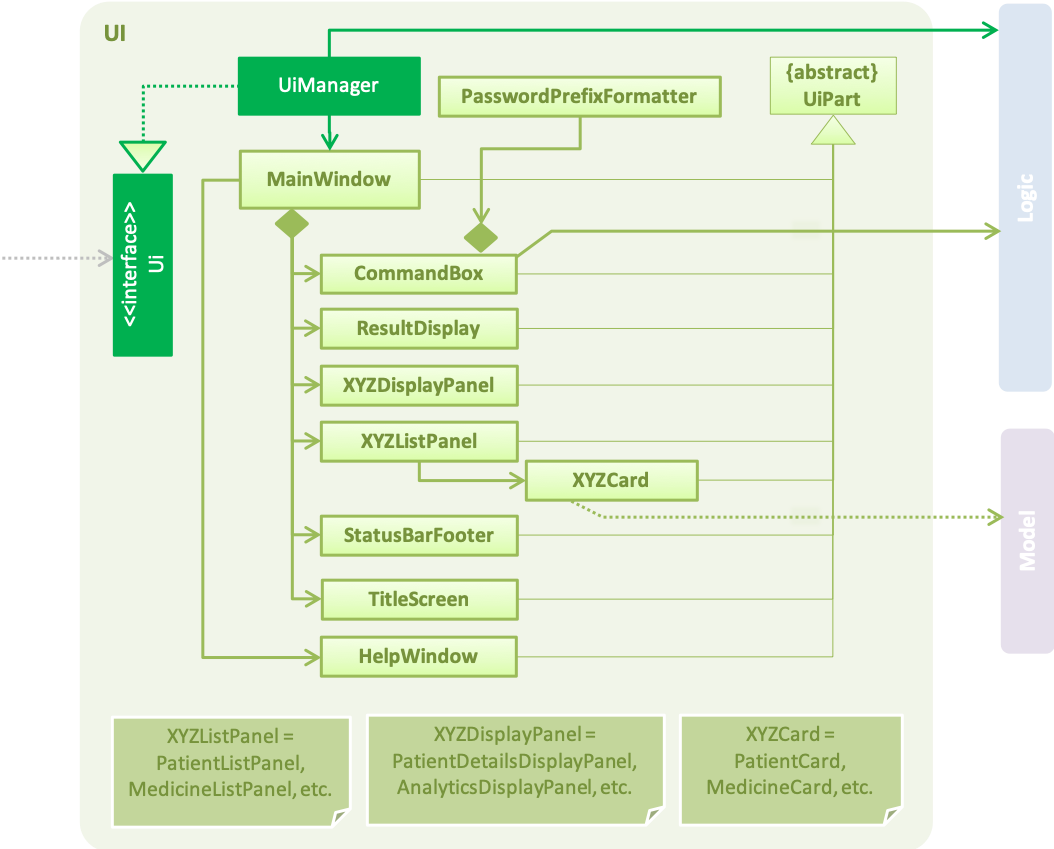 UI
UiManager
PasswordPrefixFormatter
{abstract}
UiPart
MainWindow
Logic
<<interface>>
Ui
CommandBox
ResultDisplay
XYZDisplayPanel
XYZListPanel
XYZCard
StatusBarFooter
Model
TitleScreen
HelpWindow
XYZListPanel =
PatientListPanel,
MedicineListPanel, etc.
XYZDisplayPanel =
PatientDetailsDisplayPanel,
AnalyticsDisplayPanel, etc.
XYZCard =
PatientCard,
MedicineCard, etc.